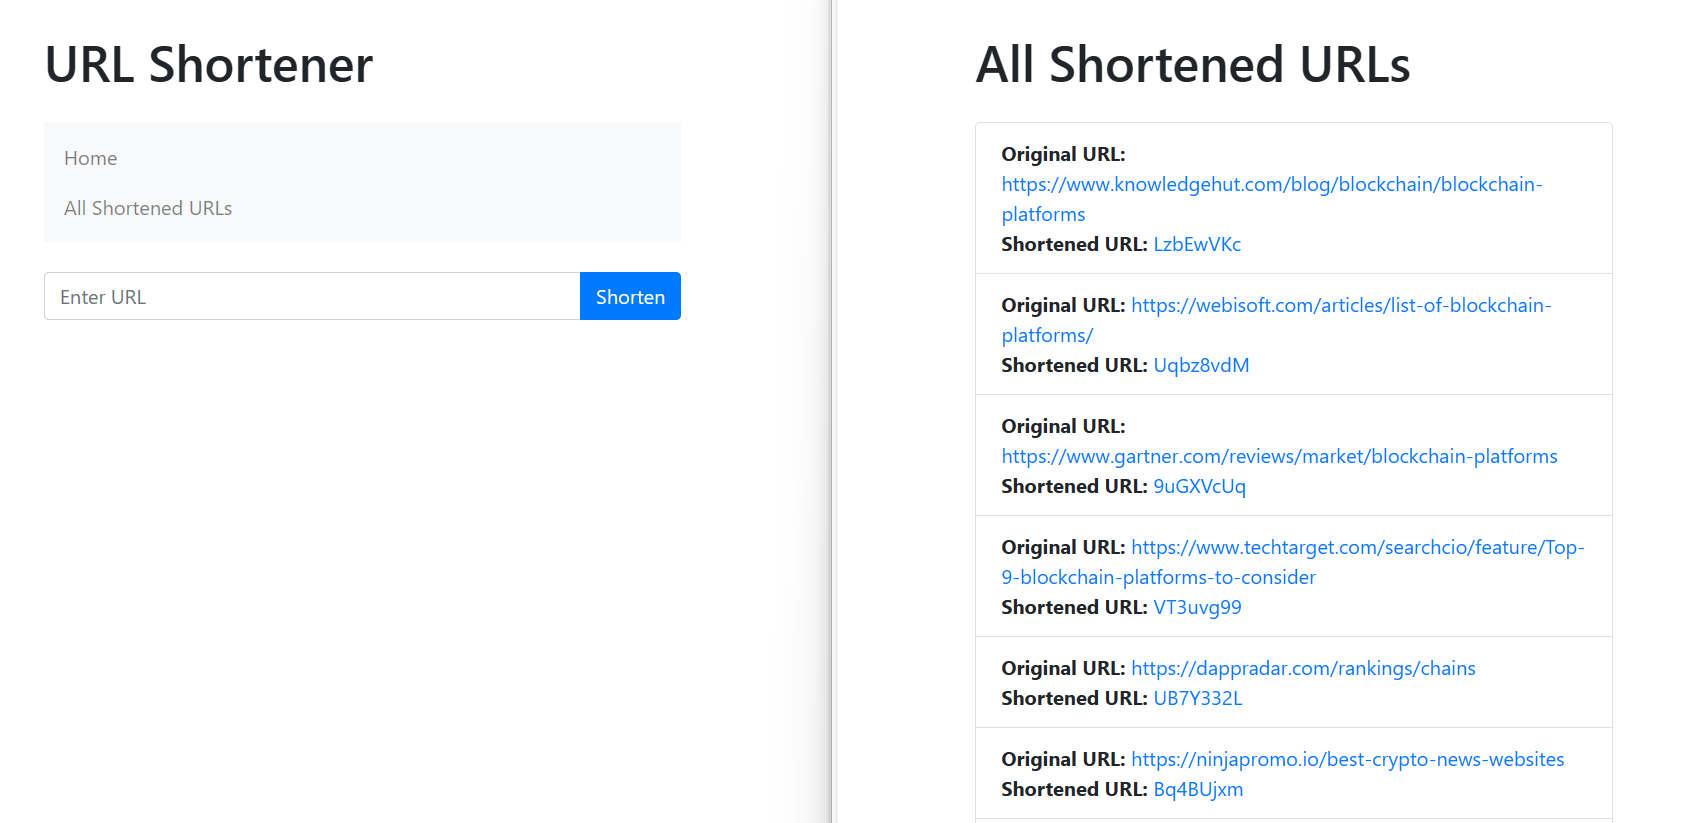 URL Shortener
Home
All Shortened URLs
Enter URL
Shorten
All Shortened URLs
Original URL:
https://www.knowledgehut.com/blog/blockchain/blockchain-
platforms
Shortened URL: LzbEwVKc
Original URL: https://webisoft.com/articles/list-of-blockchain-
platforms/
Shortened URL: Uqbz8vdM
Original URL:
https://www.gartner.com/reviews/market/blockchain-platforms
Shortened URL: 9uGXVcUq
Original URL: https://www.techtarget.com/searchcio/feature/Top-
9-blockchain-platforms-to-consider
Shortened URL: VT3uvg99
Original URL: https://dappradar.com/rankings/chains
Shortened URL: UB7Y332L
Original URL: https://ninjapromo.io/best-crypto-news-websites
Shortened URL: Bq4BUjxm